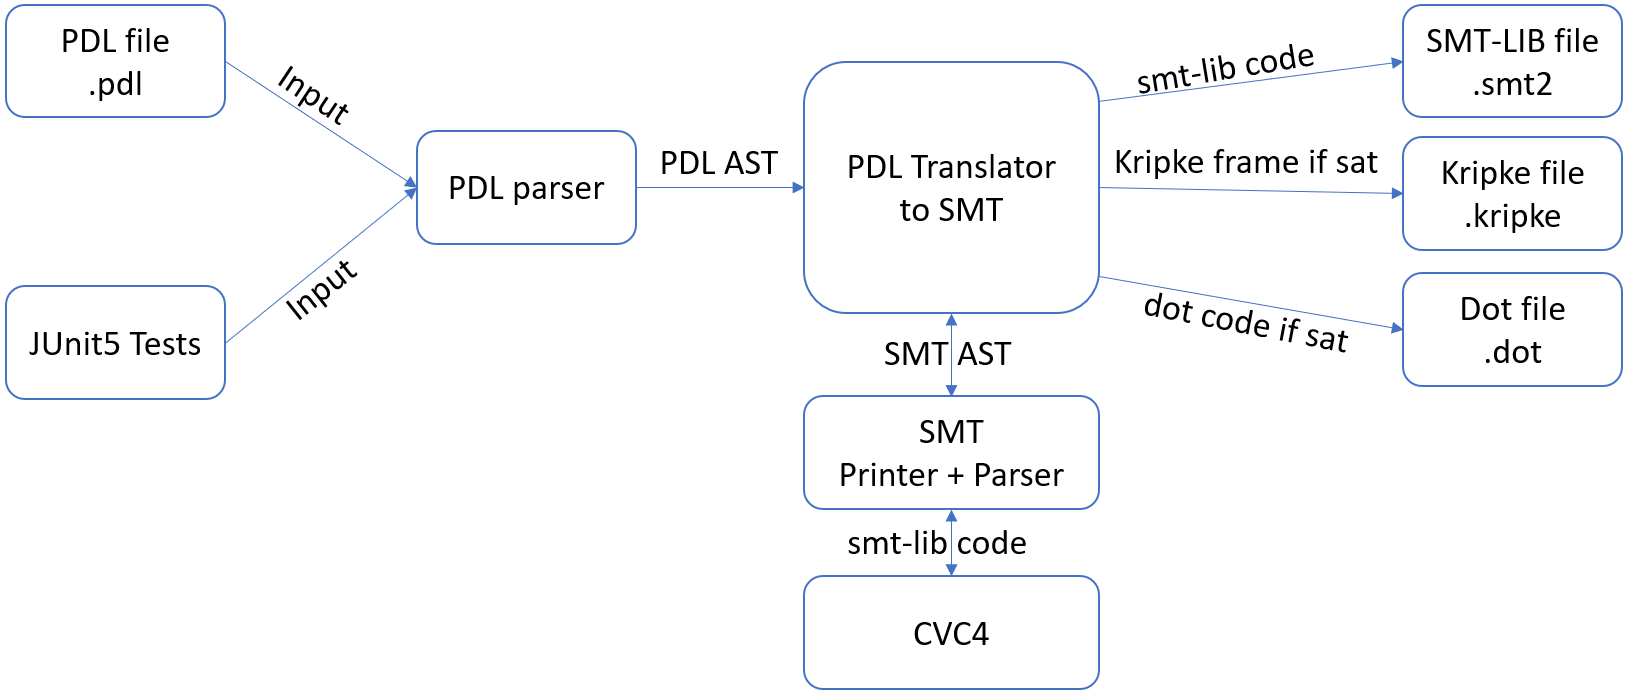 PDL file
.pdl
Input
JUnit5 Tests
Input
PDL parser
PDL AST
PDL Translator
to SMT
smt-lib code
SMT-LIB file
.smt2
Kripke frame if sat
Kripke file
.kripke
dot code if sat
Dot file
.dot
SMT AST
SMT
Printer + Parser
smt-lib code
CVC4